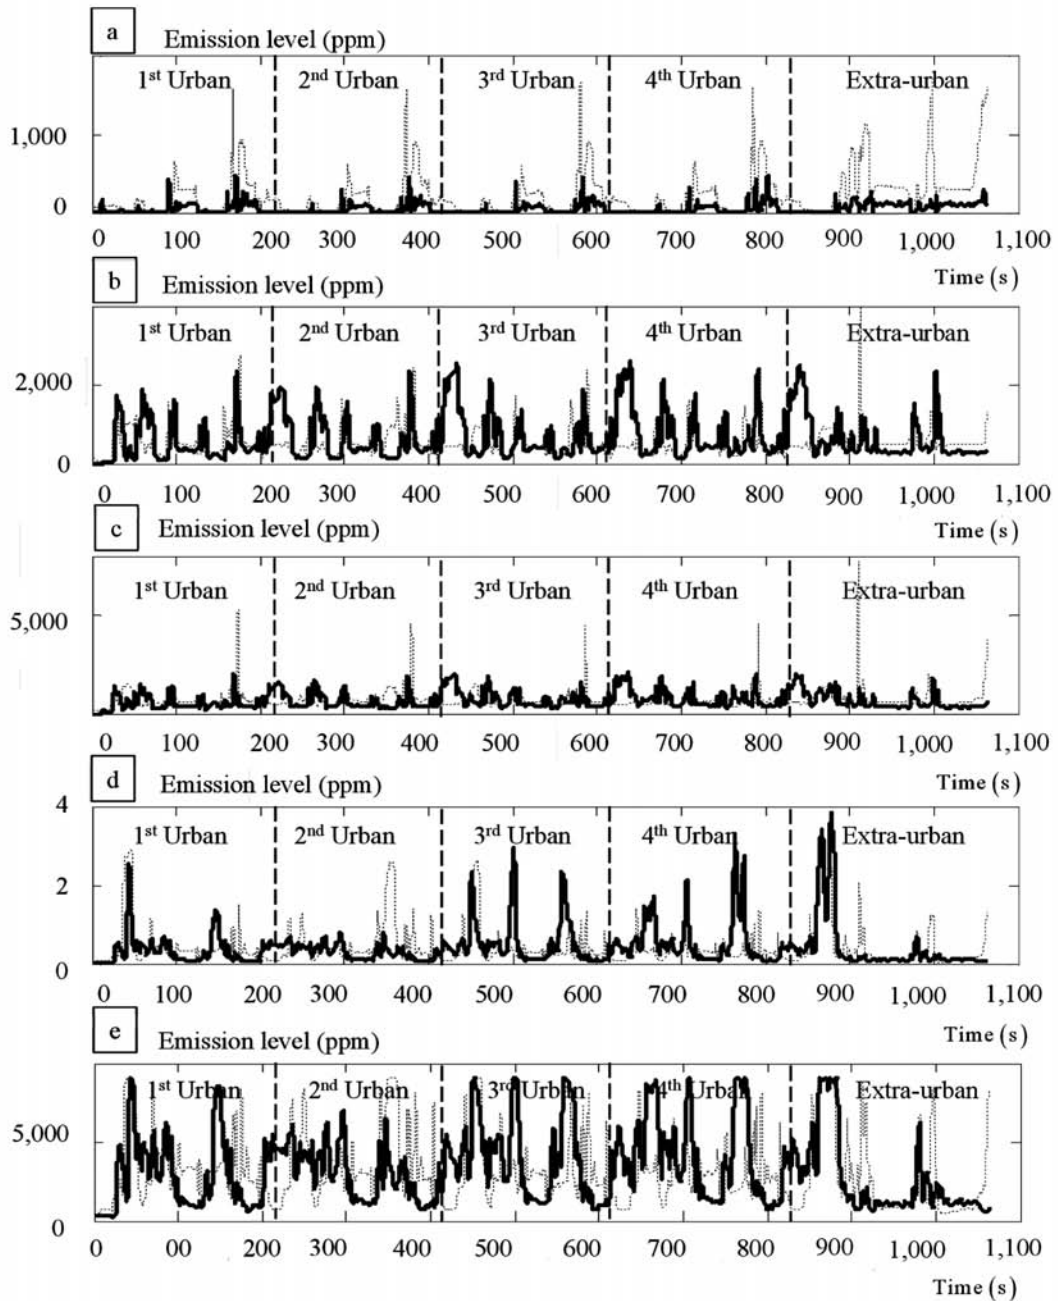 a Emission level (ppm)
1st Urban 2nd Urban 3rd Urban 4th Urban Extra-urban
1,000
0
0 100 200 300 400 500 600 700 800 900 1,000 1,100
Time (s)
b Emission level (ppm)
1st Urban 2nd Urban 3rd Urban 4th Urban Extra-urban
2,000
0
0 100 200 300 400 500 600 700 800 900 1,000 1,100
Time (s)
c Emission level (ppm)
1st Urban 2nd Urban 3rd Urban 4th Urban Extra-urban
5,000
0 100 200 300 400 500 600 700 800 900 1,000 1,100
Time (s)
d Emission level (ppm)
4
1st Urban 2nd Urban 3rd Urban 4th Urban Extra-urban
2
0
0 100 200 300 400 500 600 700 800 900 1,000 1,100
Time (s)
e Emission level (ppm)
1st Urban 2nd Urban 3rd Urban 4th Urban Extra-urban
5,000
0
0 00 200 300 400 500 600 700 800 900 1,000 1,100
Time (s)